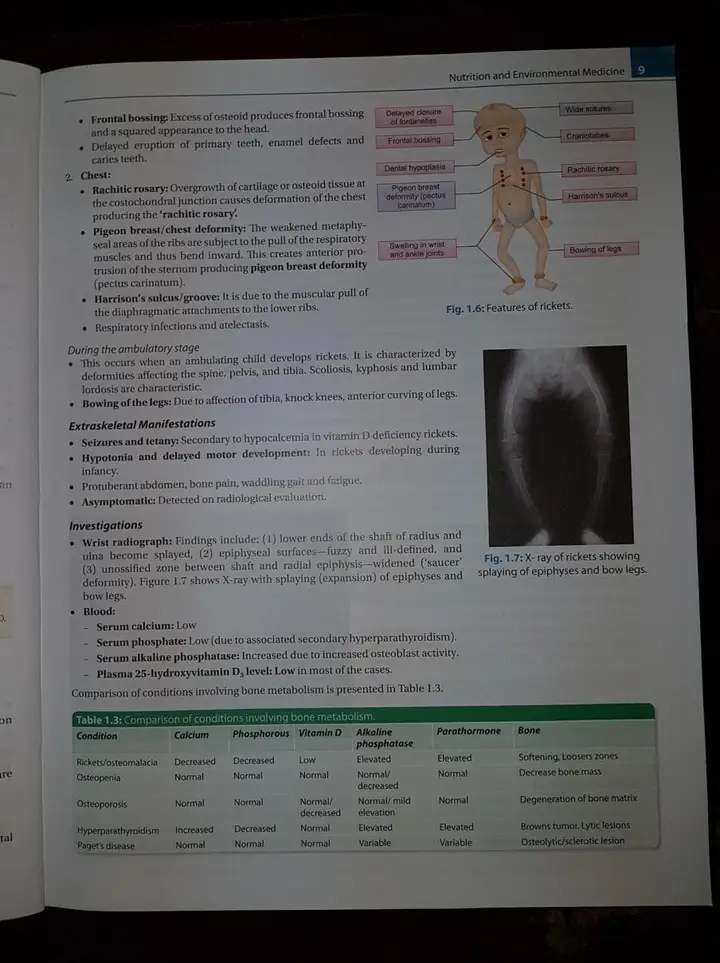 Nutrition and Environmental Medicine 9
• Frontal bossing: Excess of osteoid produces frontal bossing
and a squared appearance to the head.
• Delayed eruption of primary teeth, enamel defects and
caries teeth.
2. Chest:
• Rachitic rosary: Overgrowth of cartilage or osteoid tissue at
the costochondral junction causes deformation of the chest
producing the 'rachitic rosary'.
• Pigeon breast/chest deformity: The weakened metaphy-
seal areas of the ribs are subject to the pull of the respiratory
muscles and thus bend inward. This creates anterior pro-
trusion of the sternum producing pigeon breast deformity
(pectus carinatum).
• Harrison's sulcus/groove: It is due to the muscular pull of
the diaphragmatic attachments to the lower ribs.
• Respiratory infections and atelectasis.
Delayed closure
of fontanelles
Frontal bossing
Dental hypoplasia
Pigeon breast
deformity (pectus
carinatum)
Swelling in wrist
and ankle joints
Wide sutures
Craniotabes
Rachitic rosary
Harrison's sulcus
Bowing of legs
Fig. 1.6: Features of rickets.
During the ambulatory stage
• This occurs when an ambulating child develops rickets. It is characterized by
deformities affecting the spine, pelvis, and tibia. Scoliosis, kyphosis and lumbar
lordosis are characteristic.
• Bowing of the legs: Due to affection of tibia, knock knees, anterior curving of legs.
Extraskeletal Manifestations
• Seizures and tetany: Secondary to hypocalcemia in vitamin D deficiency rickets.
• Hypotonia and delayed motor development: In rickets developing during
infancy.
• Protuberant abdomen, bone pain, waddling gait and fatigue.
• Asymptomatic: Detected on radiological evaluation.
Investigations
• Wrist radiograph: Findings include: (1) lower ends of the shaft of radius and
ulna become splayed, (2) epiphyseal surfaces—fuzzy and ill-defined, and
(3) unossified zone between shaft and radial epiphysis—widened ('saucer'
deformity). Figure 1.7 shows X-ray with splaying (expansion) of epiphyses and
bow legs.
• Blood:
– Serum calcium: Low
– Serum phosphate: Low (due to associated secondary hyperparathyroidism).
– Serum alkaline phosphatase: Increased due to increased osteoblast activity.
– Plasma 25-hydroxyvitamin D3 level: Low in most of the cases.
Comparison of conditions involving bone metabolism is presented in Table 1.3.
Fig. 1.7: X- ray of rickets showing
splaying of epiphyses and bow legs.
Table 1.3: Comparison of conditions involving bone metabolism.
Condition Calcium Phosphorous Vitamin D Alkaline Parathormone Bone
phosphatase
Rickets/osteomalacia Decreased Decreased Low Elevated Elevated Softening, Loosers zones
Osteopenia Normal Normal Normal Normal/ Normal Decrease bone mass
decreased
Osteoporosis Normal Normal Normal/ Normal/ mild Normal Degeneration of bone matrix
decreased elevation
Hyperparathyroidism Increased Decreased Normal Elevated Elevated Browns tumor, Lytic lesions
Paget's disease Normal Normal Normal Variable Variable Osteolytic/sclerotic lesion
an
on
are
tal